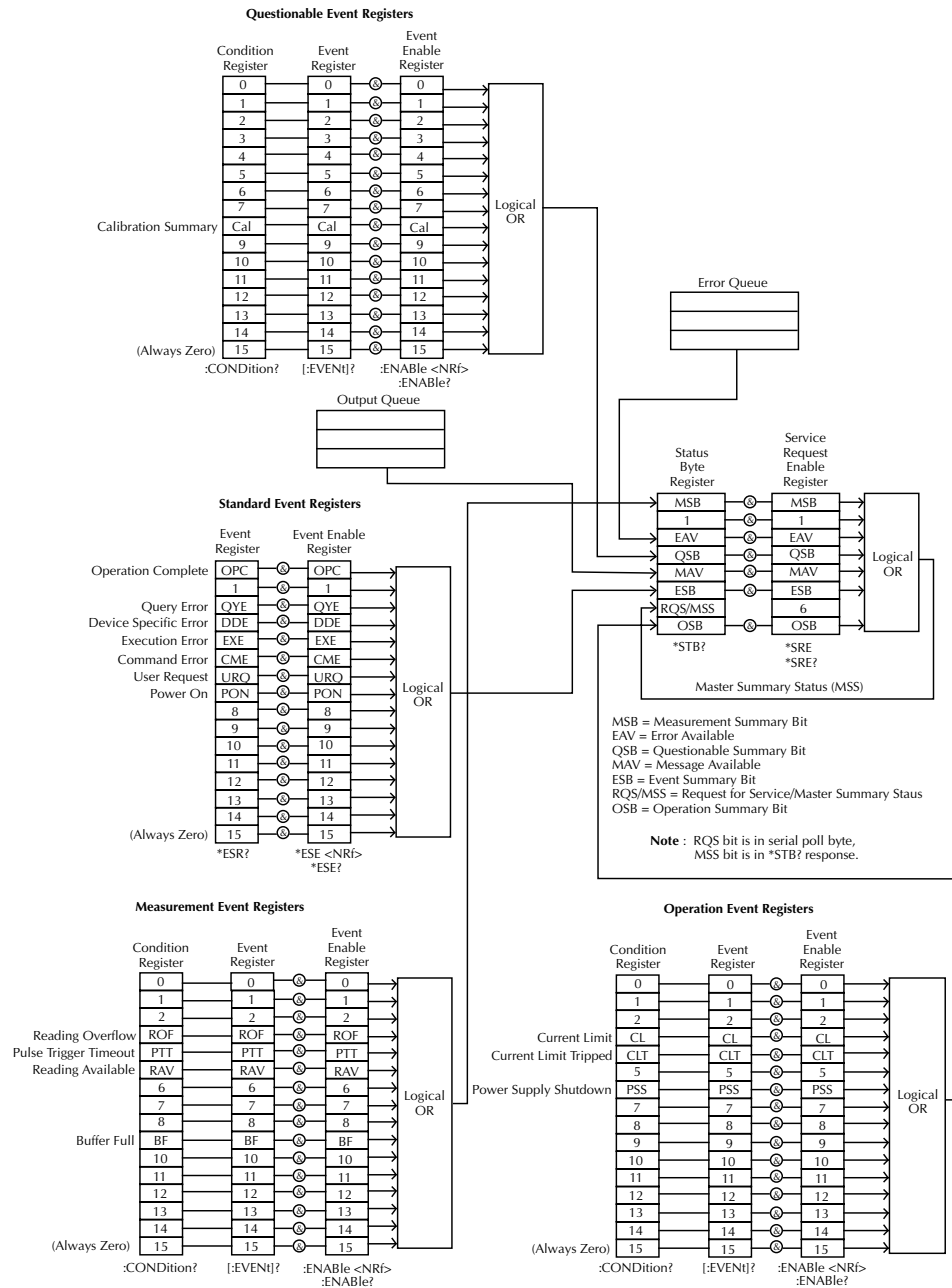 Questionable Event Registers
Condition Register
Event Register
Event Enable Register
0 0 & 0
1 1 & 1
2 2 & 2
3 3 & 3
4 4 & 4
5 5 & 5
6 6 & 6
7 7 & 7
Calibration Summary Cal Cal & Cal
9 9 & 9
10 10 & 10
11 11 & 11
12 12 & 12
13 13 & 13
14 14 & 14
(Always Zero) 15 15 & 15
Logical OR
:CONDition? [:EVENt]? :ENABle <NRf>
:ENABle?
Error Queue
Output Queue
Status Byte Register
Service Request Enable Register
MSB & MSB
1 & 1
EAV & EAV
QSB & QSB
MAV & MAV
ESB & ESB
RQS/MSS 6
OSB & OSB
Logical OR
*STB? *SRE
*SRE?
Master Summary Status (MSS)
MSB = Measurement Summary Bit
EAV = Error Available
QSB = Questionable Summary Bit
MAV = Message Available
ESB = Event Summary Bit
RQS/MSS = Request for Service/Master Summary Staus
OSB = Operation Summary Bit
Note : RQS bit is in serial poll byte,
MSS bit is in *STB? response.
Standard Event Registers
Event Register
Event Enable Register
Operation Complete OPC & OPC
1 & 1
Query Error QYE & QYE
Device Specific Error DDE & DDE
Execution Error EXE & EXE
Command Error CME & CME
User Request URQ & URQ
Power On PON & PON
8 & 8
9 & 9
10 & 10
11 & 11
12 & 12
13 & 13
14 & 14
(Always Zero) 15 & 15
Logical OR
*ESR? *ESE <NRf>
*ESE?
Measurement Event Registers
Condition Register
Event Register
Event Enable Register
0 0 & 0
1 1 & 1
2 2 & 2
Reading Overflow ROF ROF & ROF
Pulse Trigger Timeout PTT PTT & PTT
Reading Available RAV RAV & RAV
6 6 & 6
7 7 & 7
8 8 & 8
Buffer Full BF BF & BF
10 10 & 10
11 11 & 11
12 12 & 12
13 13 & 13
14 14 & 14
(Always Zero) 15 15 & 15
Logical OR
:CONDition? [:EVENt]? :ENABle <NRf>
:ENABle?
Operation Event Registers
Condition Register
Event Register
Event Enable Register
0 0 & 0
1 1 & 1
2 2 & 2
Current Limit CL CL & CL
Current Limit Tripped CLT CLT & CLT
5 5 & 5
Power Supply Shutdown PSS PSS & PSS
7 7 & 7
8 8 & 8
9 9 & 9
10 10 & 10
11 11 & 11
12 12 & 12
13 13 & 13
14 14 & 14
(Always Zero) 15 15 & 15
Logical OR
:CONDition? [:EVENt]? :ENABle <NRf>
:ENABle?